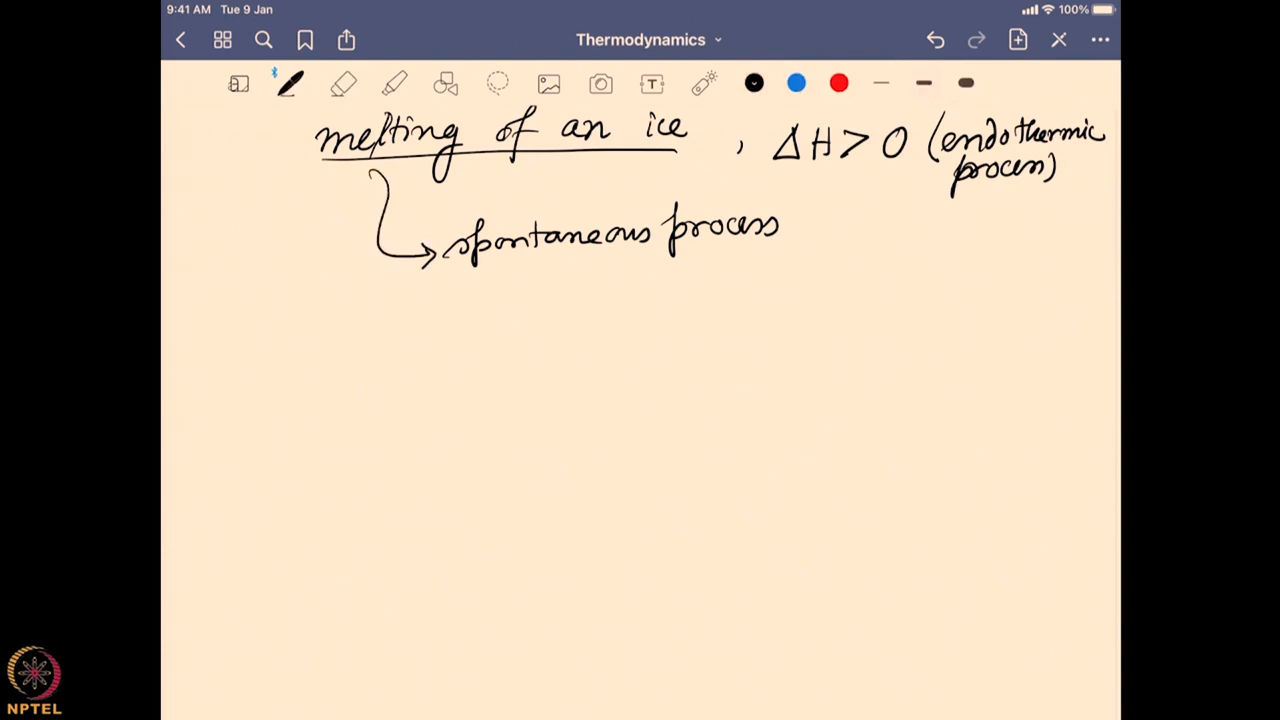 9:41 AM Tue 9 Jan
100%
Thermodynamics
T
melting of an ice , ΔH > 0 (endothermic process)
spontaneous process
NPTEL